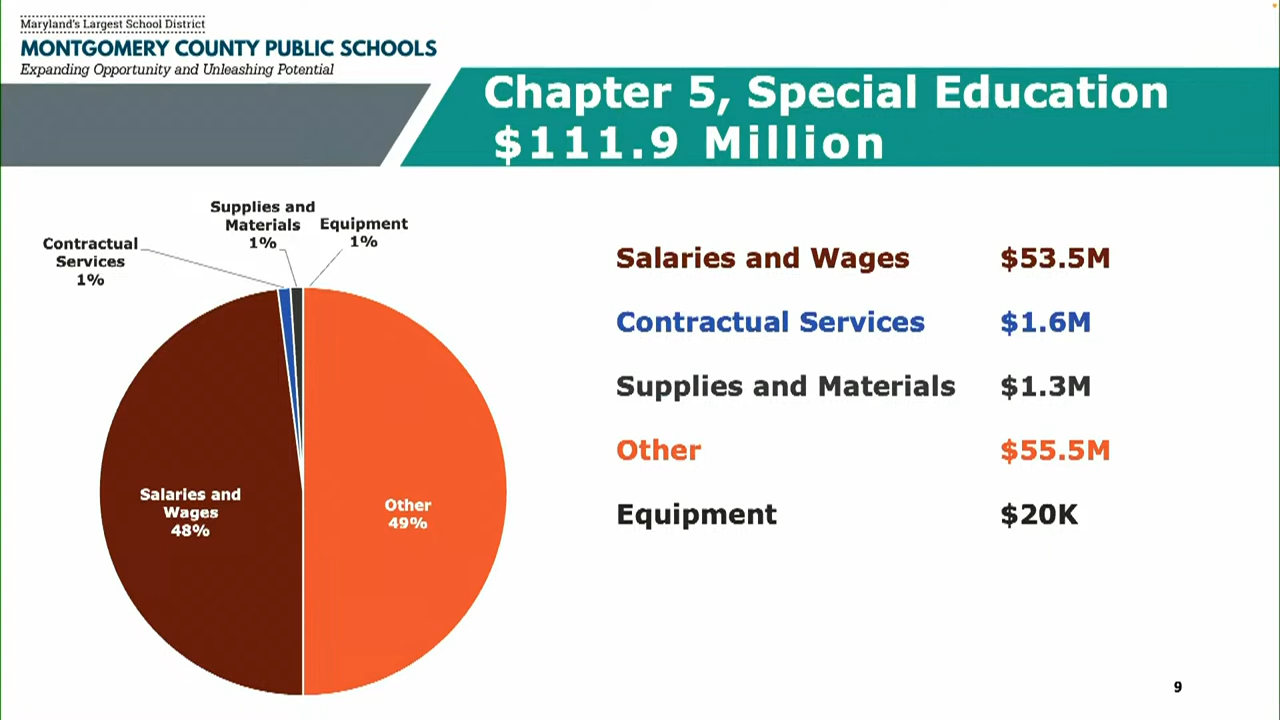 Maryland's Largest School District
MONTGOMERY COUNTY PUBLIC SCHOOLS
Expanding Opportunity and Unleashing Potential
Chapter 5, Special Education
$111.9 Million
Supplies and
Materials
1%
Equipment
1%
Contractual
Services
1%
Salaries and
Wages
48%
Other
49%
Salaries and Wages $53.5M
Contractual Services $1.6M
Supplies and Materials $1.3M
Other $55.5M
Equipment $20K
9